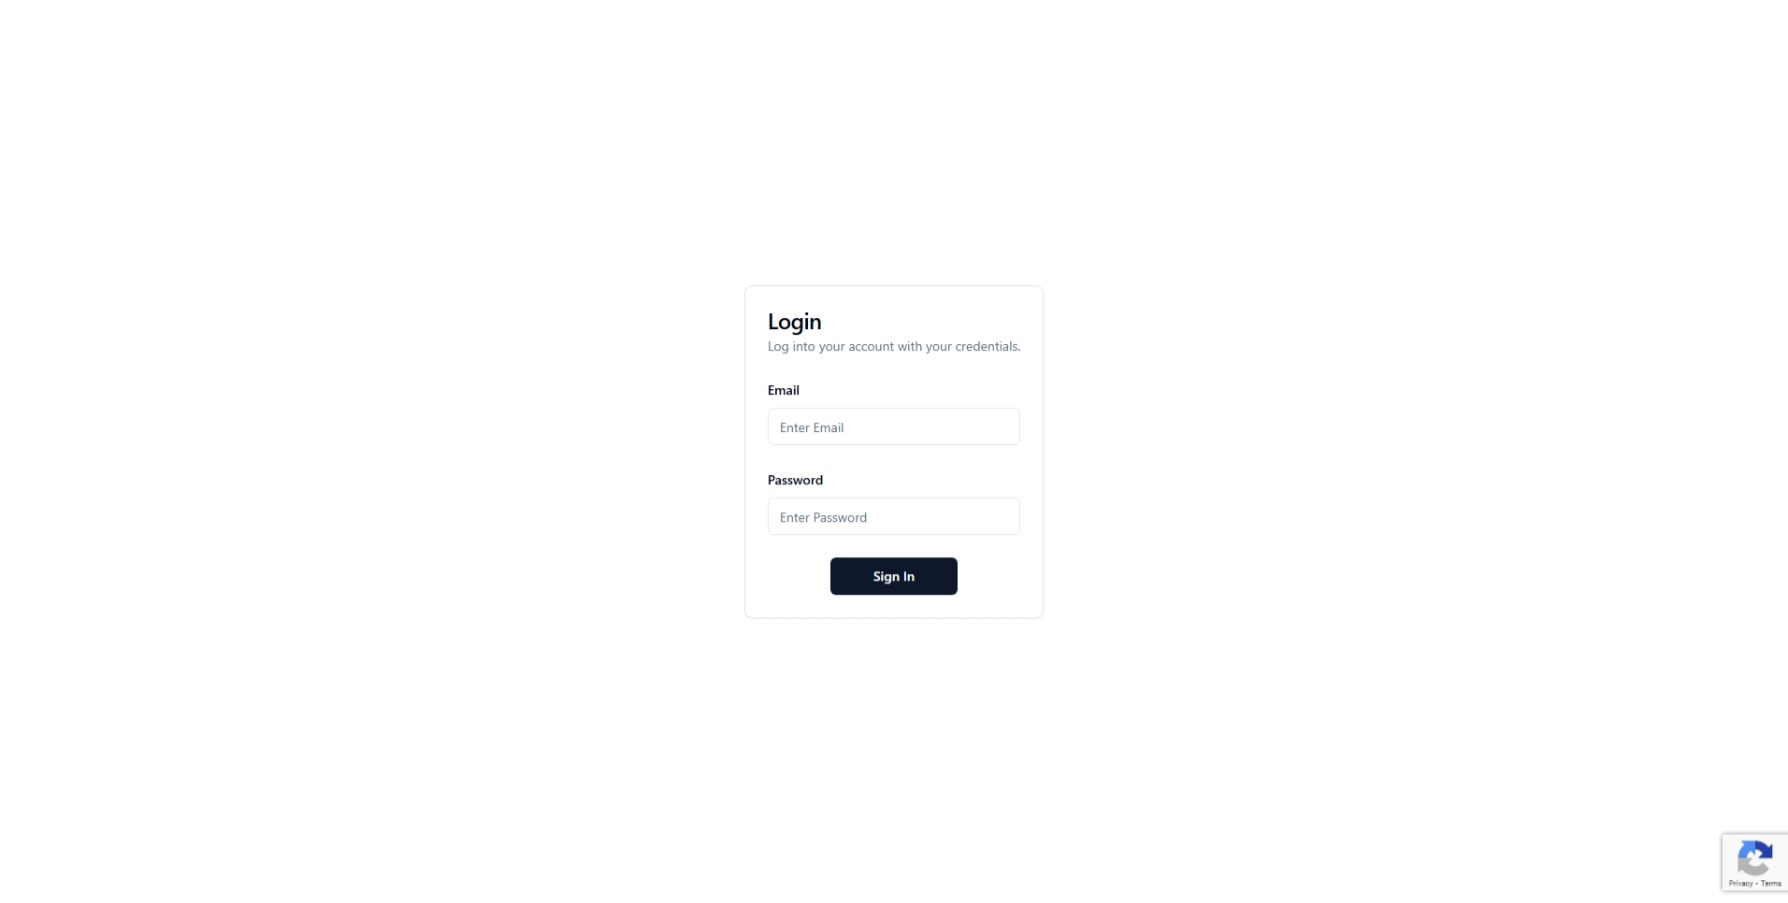 Login
Log into your account with your credentials.
Email
Enter Email
Password
Enter Password
Sign In
Privacy - Terms